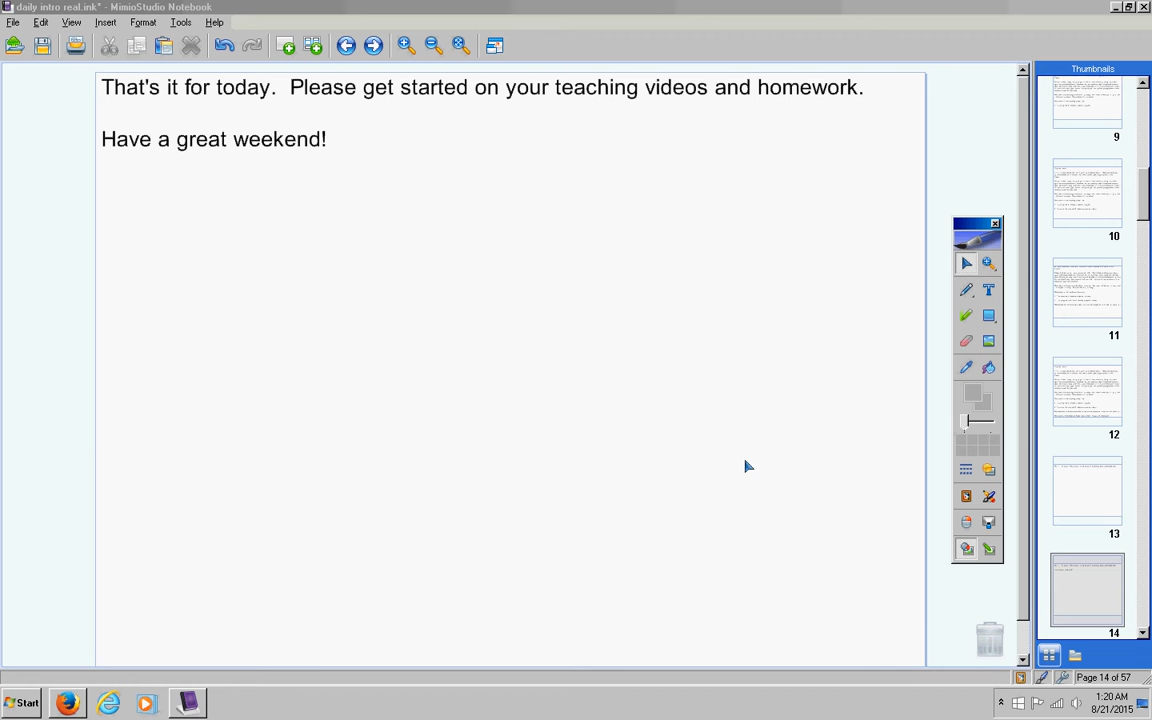 daily intro real.ink* - MimioStudio Notebook
File Edit View Insert Format Tools Help
That's it for today.  Please get started on your teaching videos and homework.
Have a great weekend!
Thumbnails
9
10
11
12
13
14
Page 14 of 57
Start
1:20 AM
8/21/2015